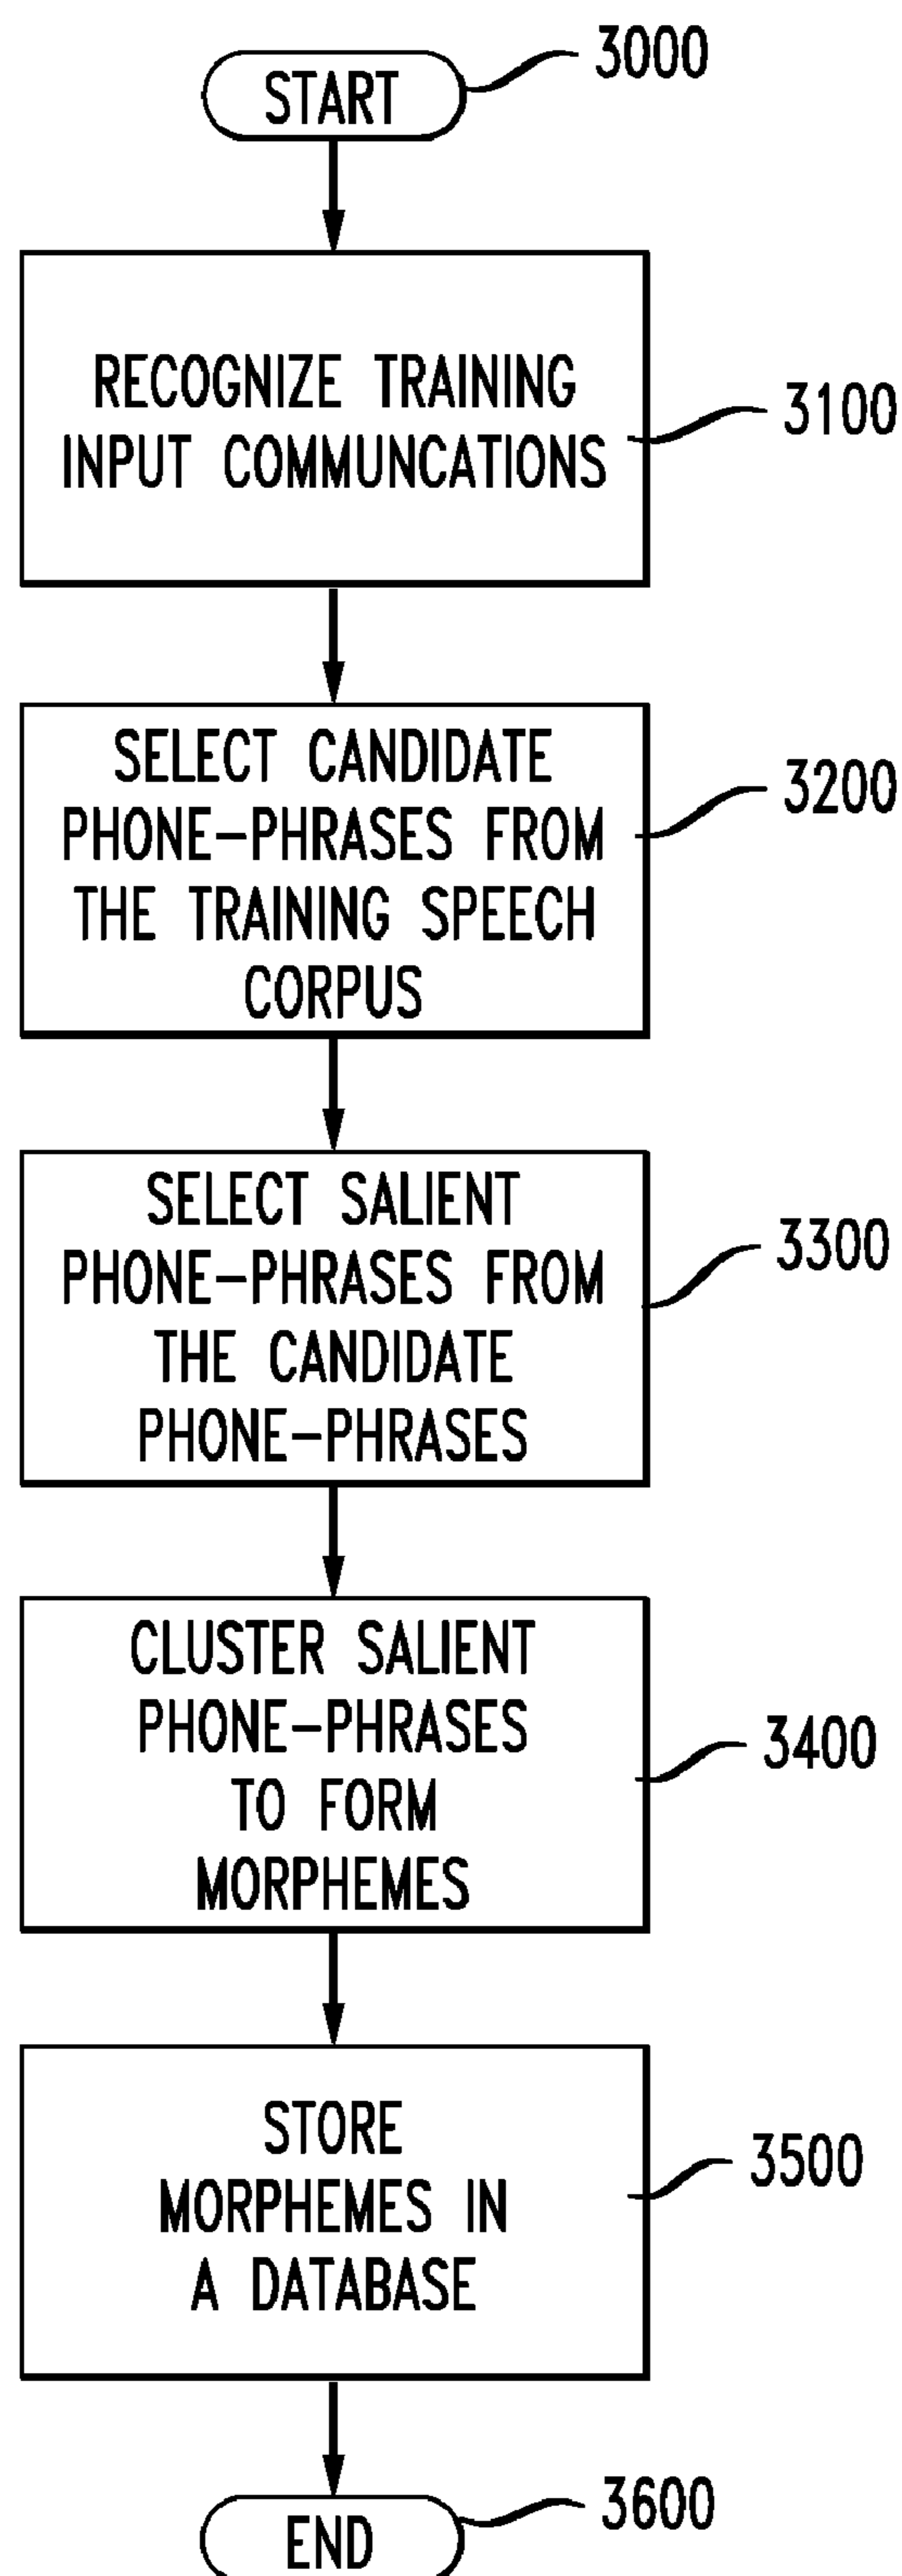 START
3000
RECOGNIZE TRAINING
INPUT COMMUNCATIONS
3100
SELECT CANDIDATE
PHONE-PHRASES FROM
THE TRAINING SPEECH
CORPUS
3200
SELECT SALIENT
PHONE-PHRASES FROM
THE CANDIDATE
PHONE-PHRASES
3300
CLUSTER SALIENT
PHONE-PHRASES
TO FORM
MORPHEMES
3400
STORE
MORPHEMES IN
A DATABASE
3500
END
3600